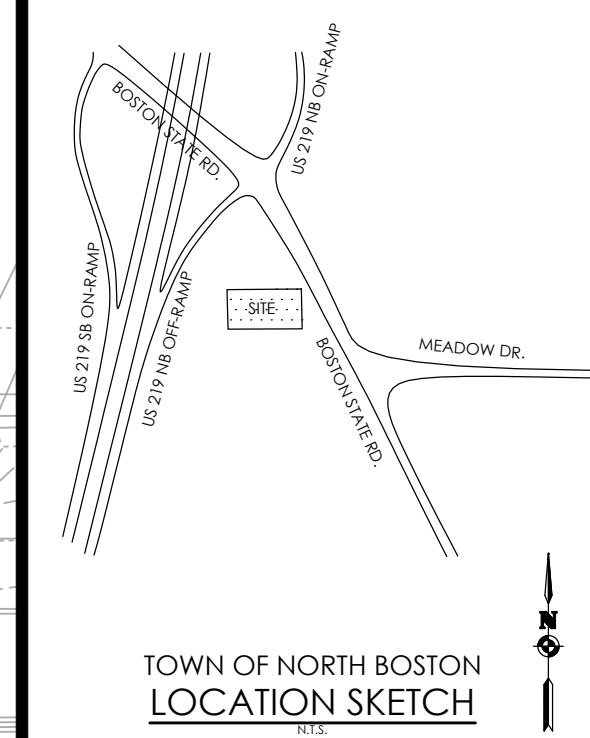 US 219 NB ON-RAMP
BOSTON STATE RD.
US 219 SB ON-RAMP
US 219 NB OFF-RAMP
SITE
BOSTON STATE RD.
MEADOW DR.
N
TOWN OF NORTH BOSTON
LOCATION SKETCH
N.T.S.